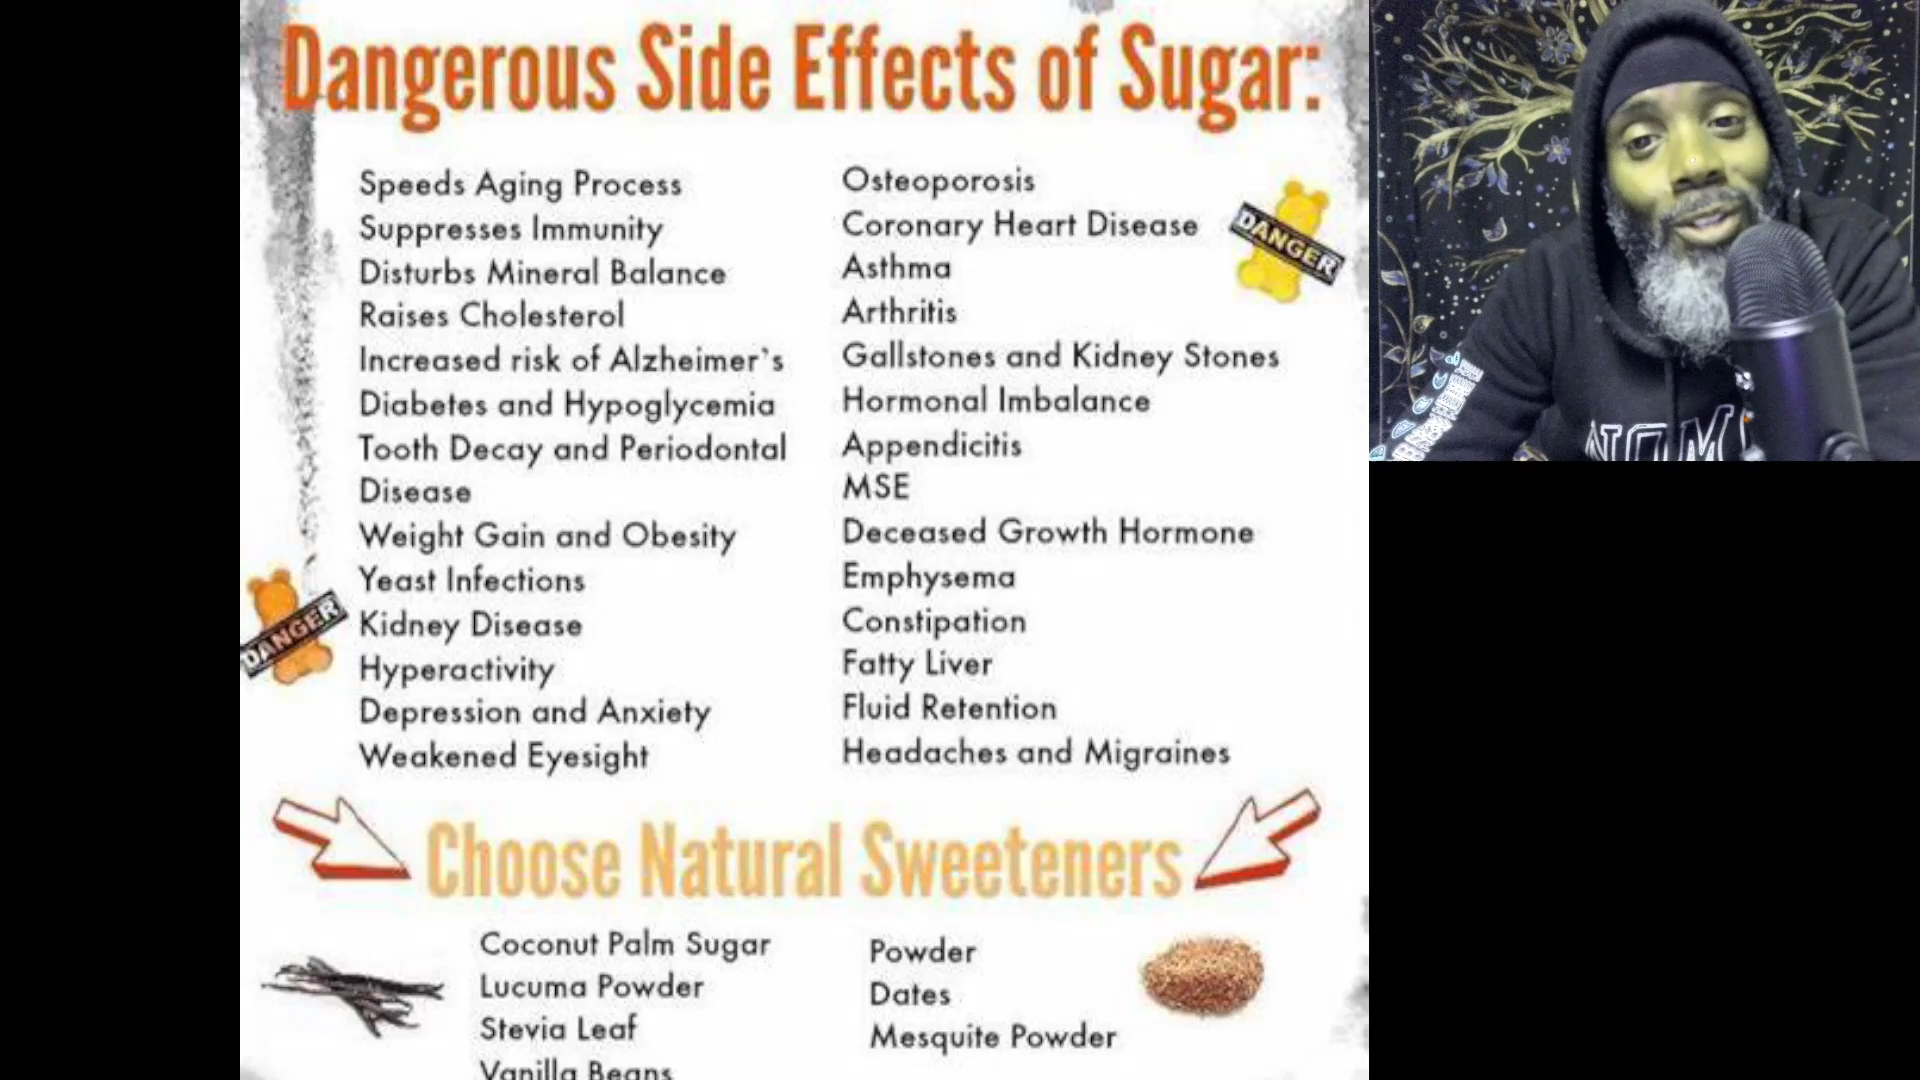 Dangerous Side Effects of Sugar:
Speeds Aging Process
Suppresses Immunity
Disturbs Mineral Balance
Raises Cholesterol
Increased risk of Alzheimer`s
Diabetes and Hypoglycemia
Tooth Decay and Periodontal
Disease
Weight Gain and Obesity
Yeast Infections
Kidney Disease
Hyperactivity
Depression and Anxiety
Weakened Eyesight
DANGER
Osteoporosis
Coronary Heart Disease
Asthma
Arthritis
Gallstones and Kidney Stones
Hormonal Imbalance
Appendicitis
MSE
Deceased Growth Hormone
Emphysema
Constipation
Fatty Liver
Fluid Retention
Headaches and Migraines
DANGER
Choose Natural Sweeteners
Coconut Palm Sugar
Lucuma Powder
Stevia Leaf
Vanilla Beans
Powder
Dates
Mesquite Powder